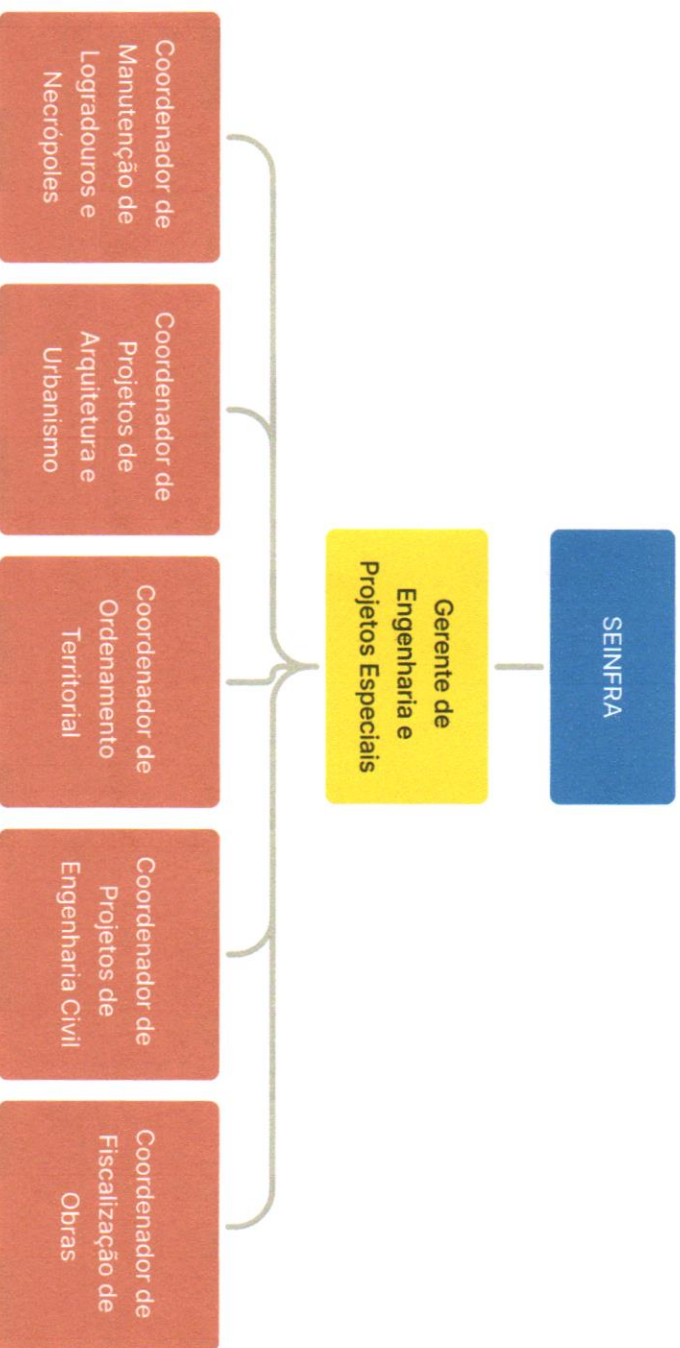 SEINFRA
Gerente de
Engenharia e
Projetos Especiais
Coordenador de
Manutenção de
Logradouros e
Necrópoles
Coordenador de
Projetos de
Arquitetura e
Urbanismo
Coordenador de
Ordenamento
Territorial
Coordenador de
Projetos de
Engenharia Civil
Coordenador de
Fiscalização de
Obras